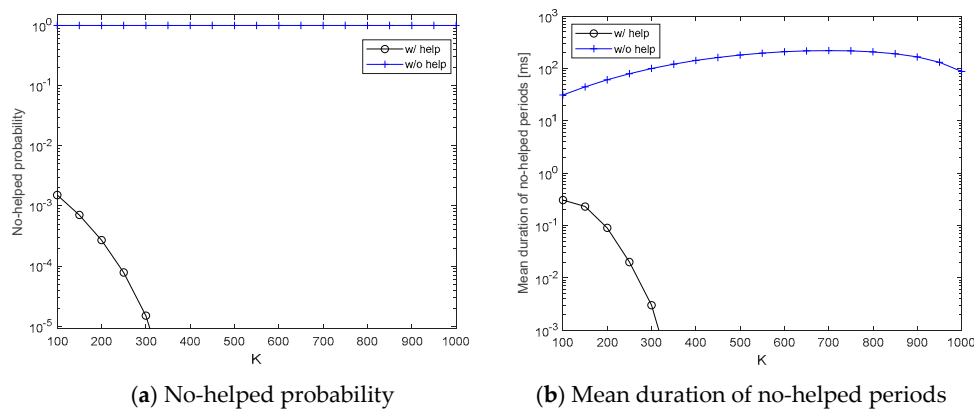 No-helped probability
10^0
10^-1
10^-2
10^-3
10^-4
10^-5
w/ help
w/o help
100 200 300 400 500 600 700 800 900 1000
K
(a) No-helped probability
Mean duration of no-helped periods [ms]
10^3
10^2
10^1
10^0
10^-1
10^-2
10^-3
w/ help
w/o help
100 200 300 400 500 600 700 800 900 1000
K
(b) Mean duration of no-helped periods